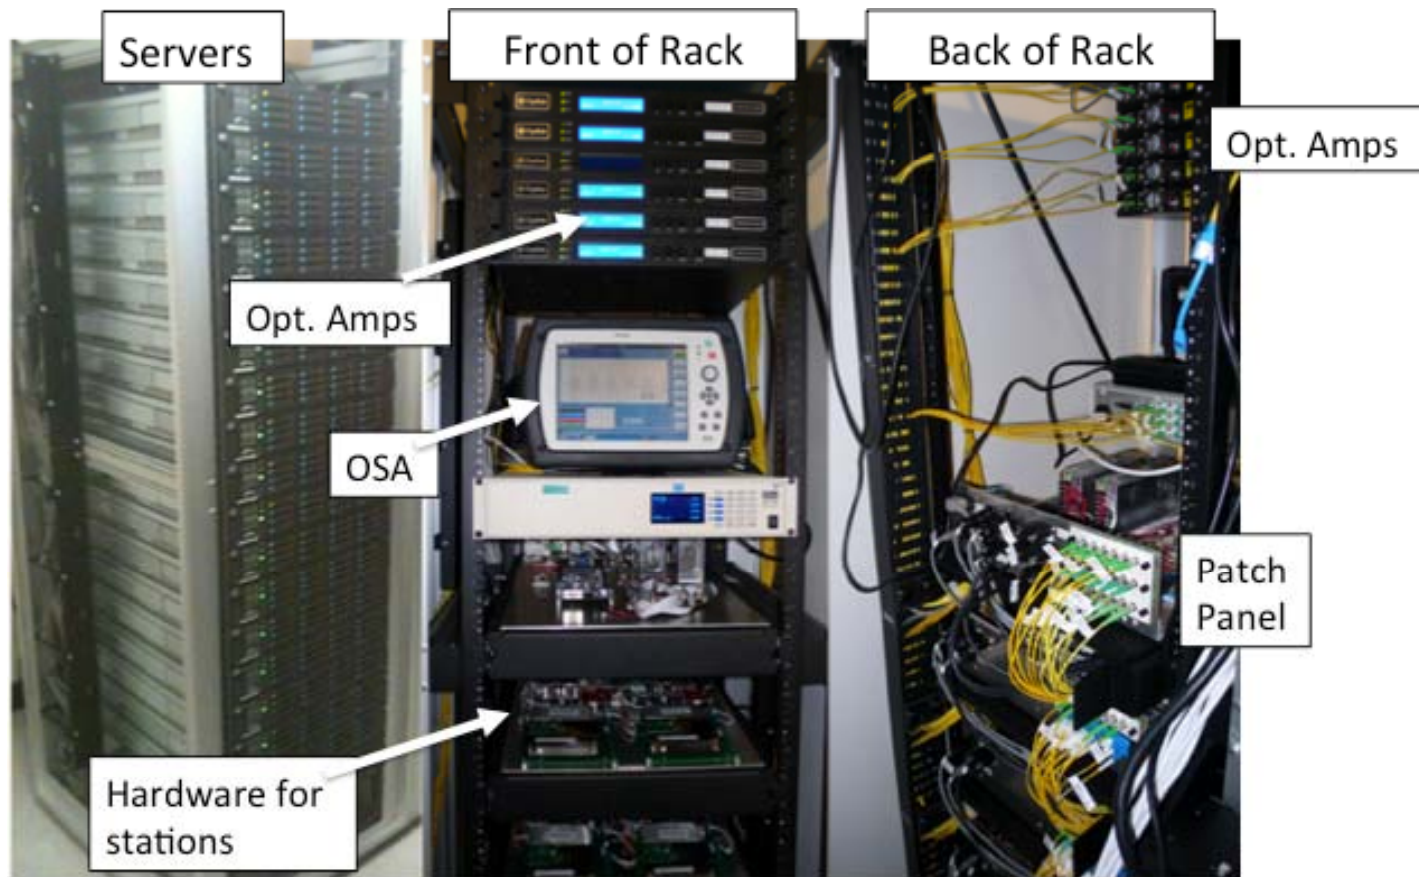 Servers
Front of Rack
Back of Rack
Opt. Amps
Opt. Amps
OSA
Patch
Panel
Hardware for
stations